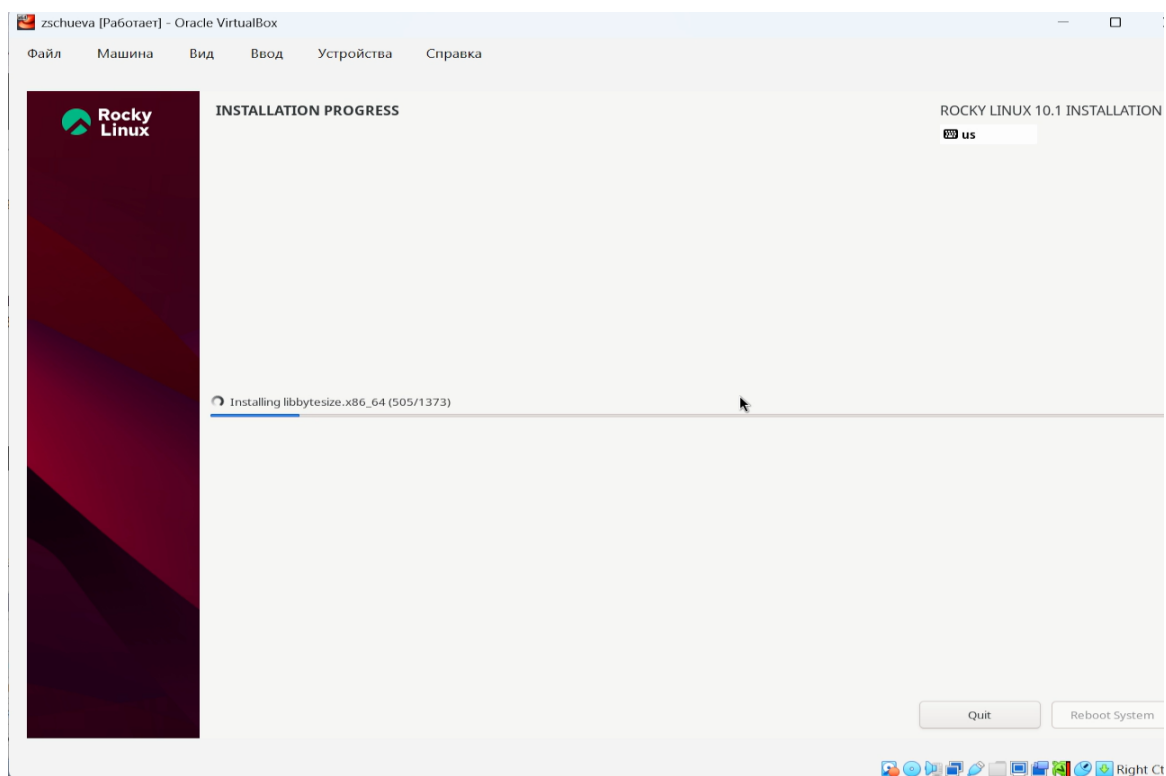 zschueva [Работает] - Oracle VirtualBox
Файл Машина Вид Ввод Устройства Справка
Rocky
Linux
INSTALLATION PROGRESS
ROCKY LINUX 10.1 INSTALLATION
us
Installing libbytesize.x86_64 (505/1373)
Quit
Reboot System
Right Ct